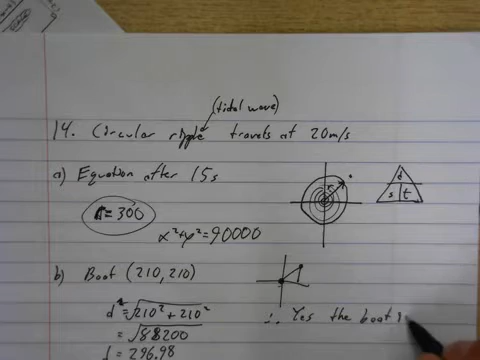 (tidal wave)
14. Circular ripple travels at 20m/s
a) Equation after 15s
r = 300
x²+y²=90000
r
d
s t
b) Boat (210, 210)
d = √210² + 210²
= √88200
d = 296.98
∴ Yes the boat